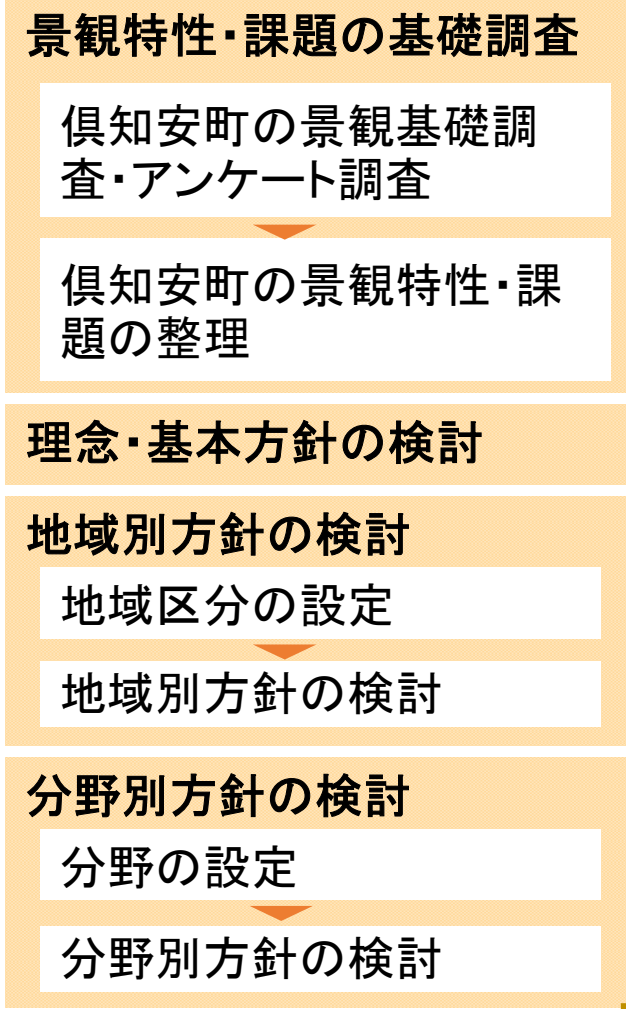 景観特性・課題の基礎調査
倶知安町の景観基礎調
査・アンケート調査
倶知安町の景観特性・課
題の整理
理念・基本方針の検討
地域別方針の検討
地域区分の設定
地域別方針の検討
分野別方針の検討
分野の設定
分野別方針の検討